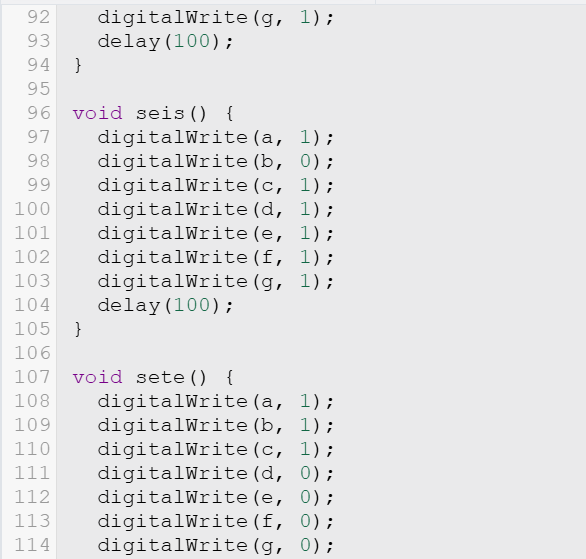 92 digitalWrite(g, 1);
93 delay(100);
94 }
95
96 void seis() {
97 digitalWrite(a, 1);
98 digitalWrite(b, 0);
99 digitalWrite(c, 1);
100 digitalWrite(d, 1);
101 digitalWrite(e, 1);
102 digitalWrite(f, 1);
103 digitalWrite(g, 1);
104 delay(100);
105 }
106
107 void sete() {
108 digitalWrite(a, 1);
109 digitalWrite(b, 1);
110 digitalWrite(c, 1);
111 digitalWrite(d, 0);
112 digitalWrite(e, 0);
113 digitalWrite(f, 0);
114 digitalWrite(g, 0);